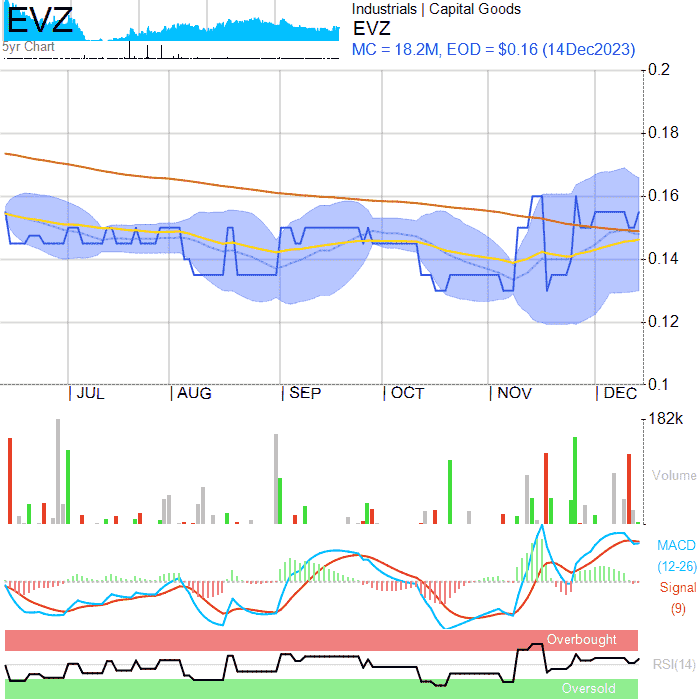 EVZ
5yr Chart
Industrials | Capital Goods
EVZ
MC = 18.2M, EOD = $0.16 (14Dec2023)
0.2
0.18
0.16
0.14
0.12
0.1
| JUL | AUG | SEP | OCT | NOV | DEC
182k
Volume
MACD
(12-26)
Signal
(9)
Overbought
RSI(14)
Oversold